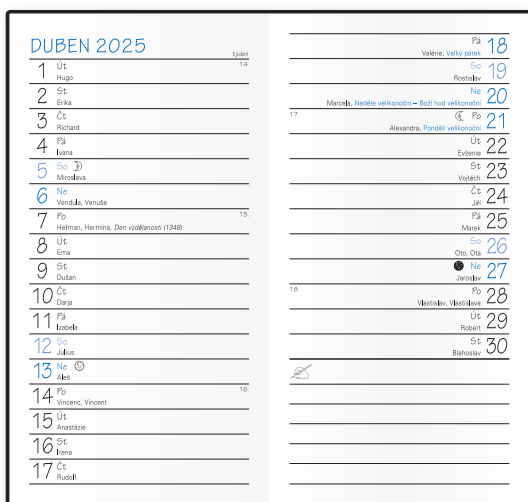 DUBEN 2025
týden
1 Út 14.
Hugo
2 St
Erika
3 Čt
Richard
4 Pá
Ivana
5 So
Miroslava
6 Ne
Vendula, Venuše
7 Po 15.
Heřman, Hermína, Den vzdělanosti (1348)
8 Út
Ema
9 St
Dušan
10 Čt
Darja
11 Pá
Izabela
12 So
Julius
13 Ne
Aleš
14 Po 16.
Vincenc, Vincent
15 Út
Anastázie
16 St
Irena
17 Čt
Rudolf
Pá 18
Valérie, Velký pátek
So 19
Rostislav
Ne 20
Marcela, Neděle velikonoční – Boží hod velikonoční
17. Po 21
Alexandra, Pondělí velikonoční
Út 22
Evženie
St 23
Vojtěch
Čt 24
Jiří
Pá 25
Marek
So 26
Oto, Ota
Ne 27
Jaroslav
18. Po 28
Vlastislav, Vlastislava
Út 29
Robert
St 30
Blahoslav